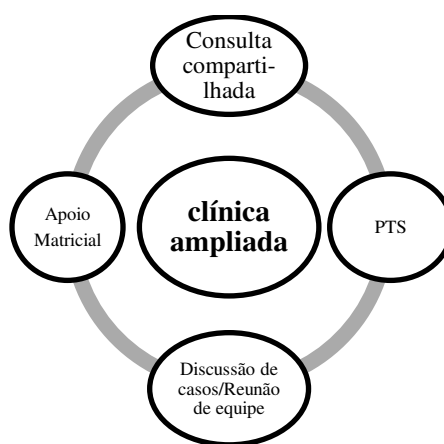 Consulta
comparti-
lhada
Apoio
Matricial
clínica
ampliada
PTS
Discussão de
casos/Reunão
de equipe